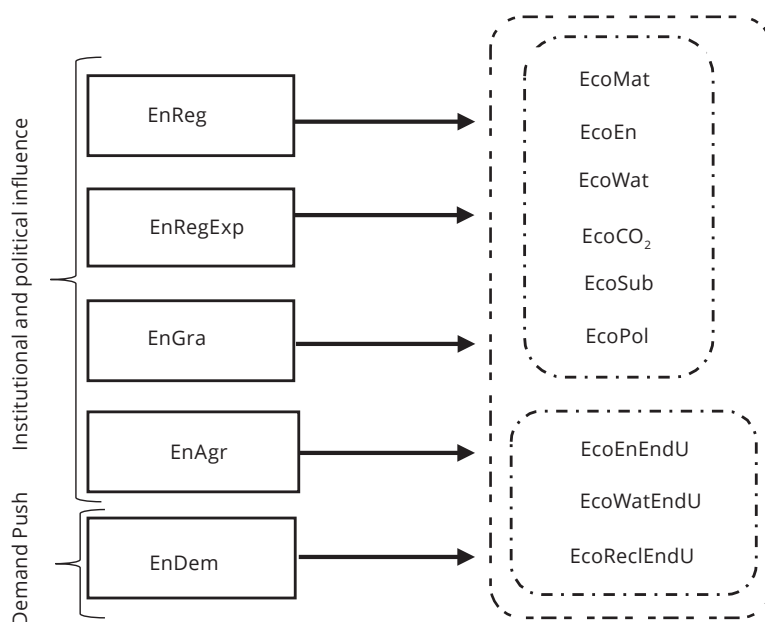 Institutional and political influence
Demand Push
EnReg
EnRegExp
EnGra
EnAgr
EnDem
EcoMat
EcoEn
EcoWat
EcoCO₂
EcoSub
EcoPol
EcoEnEndU
EcoWatEndU
EcoReclEndU